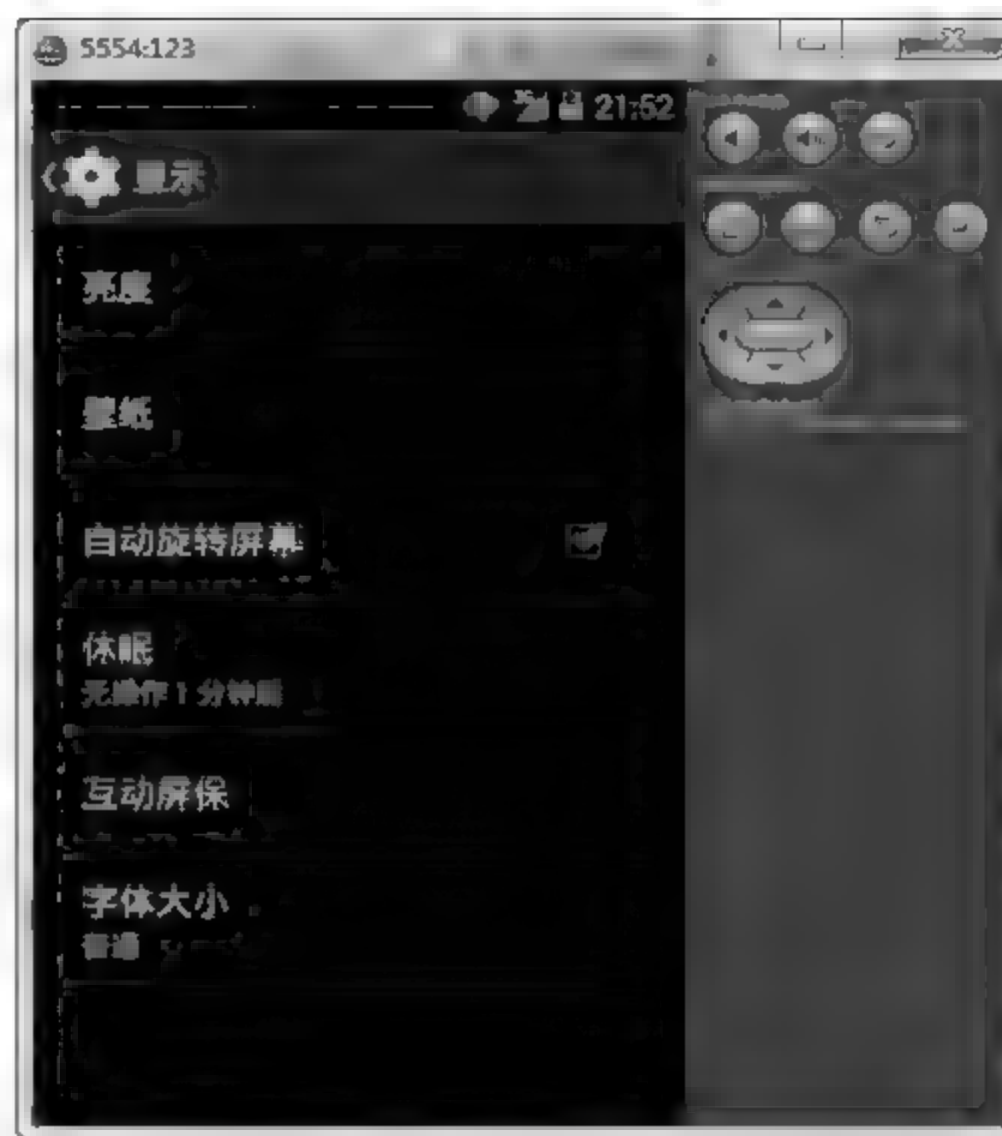 5554:123
21:52
显示
亮度
壁纸
自动旋转屏幕
休眠
无操作1分钟后
互动屏保
字体大小
普通